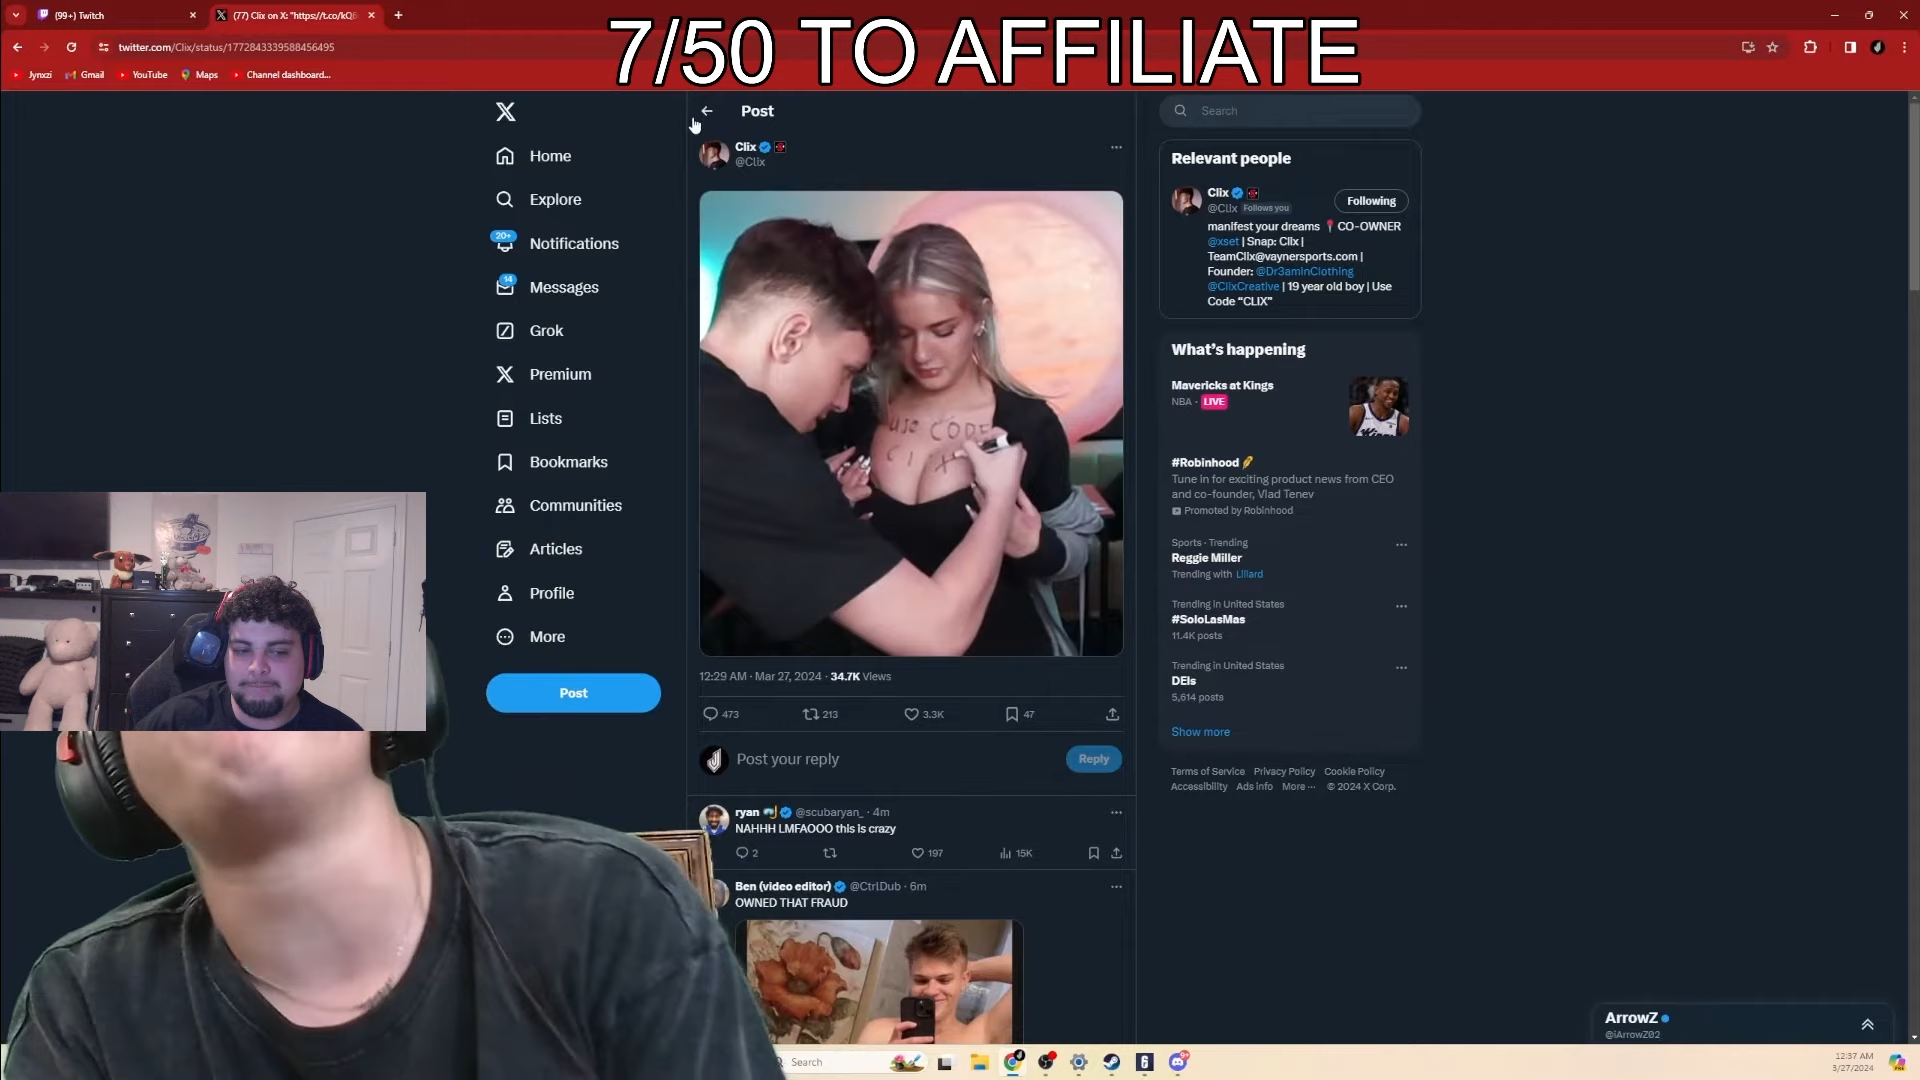 (99+) Twitch
(77) Clix on X: "https://t.co/kQ6
7/50 TO AFFILIATE
twitter.com/Clix/status/1772843339588456495
Jynxzi
Gmail
YouTube
Maps
Channel dashboard...
Post
Search
Home
Explore
20+
Notifications
14
Messages
Grok
Premium
Lists
Bookmarks
Communities
Articles
Profile
More
Post
Clix
@Clix
USE CODE
Relevant people
Clix
@Clix Follows you
Following
manifest your dreams 📍 CO-OWNER
@xset | Snap: Clix |
TeamClix@vaynersports.com |
Founder: @Dr3aminClothing
@ClixCreative | 19 year old boy | Use
Code “CLIX”
What’s happening
Mavericks at Kings
NBA · LIVE
#Robinhood
Tune in for exciting product news from CEO
and co-founder, Vlad Tenev
Promoted by Robinhood
Sports · Trending
Reggie Miller
Trending with Lillard
Trending in United States
#SoloLasMas
11.4K posts
Trending in United States
DEIs
5,614 posts
Show more
Terms of Service Privacy Policy Cookie Policy
Accessibility Ads info More ··· © 2024 X Corp.
12:29 AM · Mar 27, 2024 · 34.7K Views
473 213 3.3K 47
Post your reply
Reply
ryan @scubaryan_ · 4m
NAHHH LMFAOOO this is crazy
2 197 15K
Ben (video editor) @CtrlDub · 6m
OWNED THAT FRAUD
ArrowZ
@iArrowZ02
Search
12:37 AM
3/27/2024